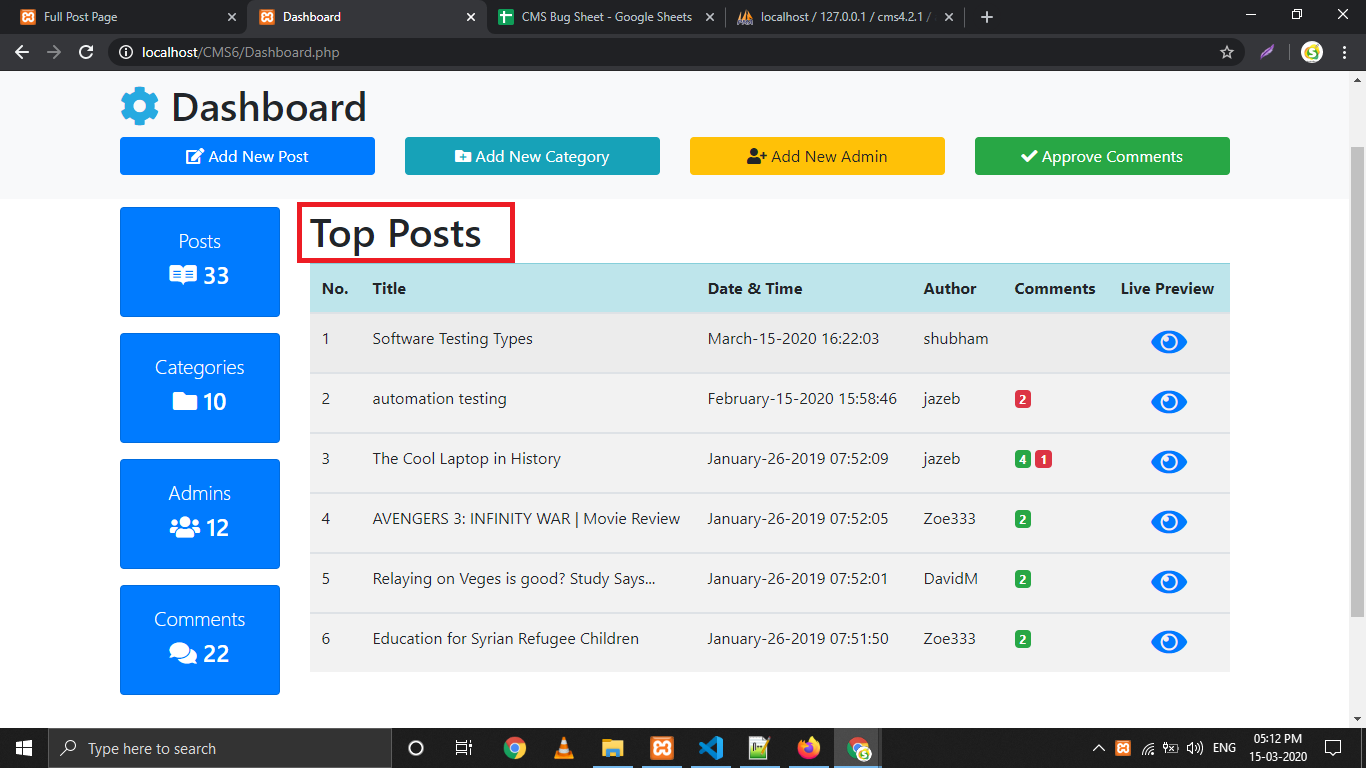 Full Post Page
Dashboard
CMS Bug Sheet - Google Sheets
localhost / 127.0.0.1 / cms4.2.1 /
localhost/CMS6/Dashboard.php
Dashboard
Add New Post
Add New Category
Add New Admin
Approve Comments
Posts
33
Categories
10
Admins
12
Comments
22
Top Posts
No. Title Date & Time Author Comments Live Preview
1 Software Testing Types March-15-2020 16:22:03 shubham
2 automation testing February-15-2020 15:58:46 jazeb 2
3 The Cool Laptop in History January-26-2019 07:52:09 jazeb 4 1
4 AVENGERS 3: INFINITY WAR | Movie Review January-26-2019 07:52:05 Zoe333 2
5 Relaying on Veges is good? Study Says... January-26-2019 07:52:01 DavidM 2
6 Education for Syrian Refugee Children January-26-2019 07:51:50 Zoe333 2
Type here to search
ENG
05:12 PM
15-03-2020